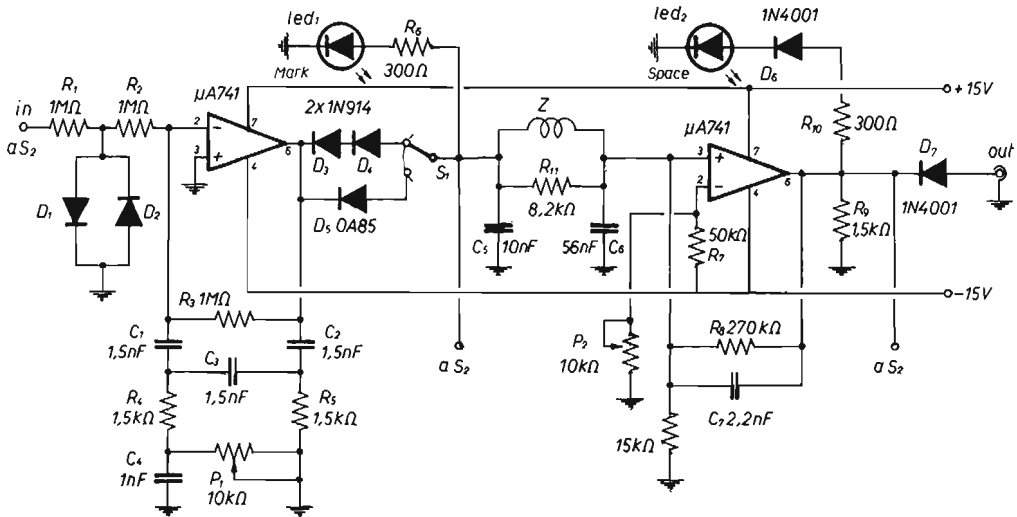 led₁
R₆
300Ω
Mark
led₂
1N4001
Space
D₆
in
a S₂
R₁
1MΩ
R₂
1MΩ
μA741
2x1N914
+15V
2
3
7
4
6
D₃
D₄
S₁
D₅ OA85
D₁
D₂
Z
R₁₁
8,2kΩ
C₅
10nF
56nF
C₆
μA741
3
2
7
4
6
50kΩ
R₇
R₁₀
300Ω
D₇
1N4001
out
R₉
1,5kΩ
-15V
R₃ 1MΩ
C₁
1,5nF
C₂
1,5nF
C₃
1,5nF
R₄
1,5kΩ
R₅
1,5kΩ
C₄
1nF
P₁
10kΩ
a S₂
P₂
10kΩ
R₈ 270kΩ
C₇ 2,2nF
15kΩ
a S₂